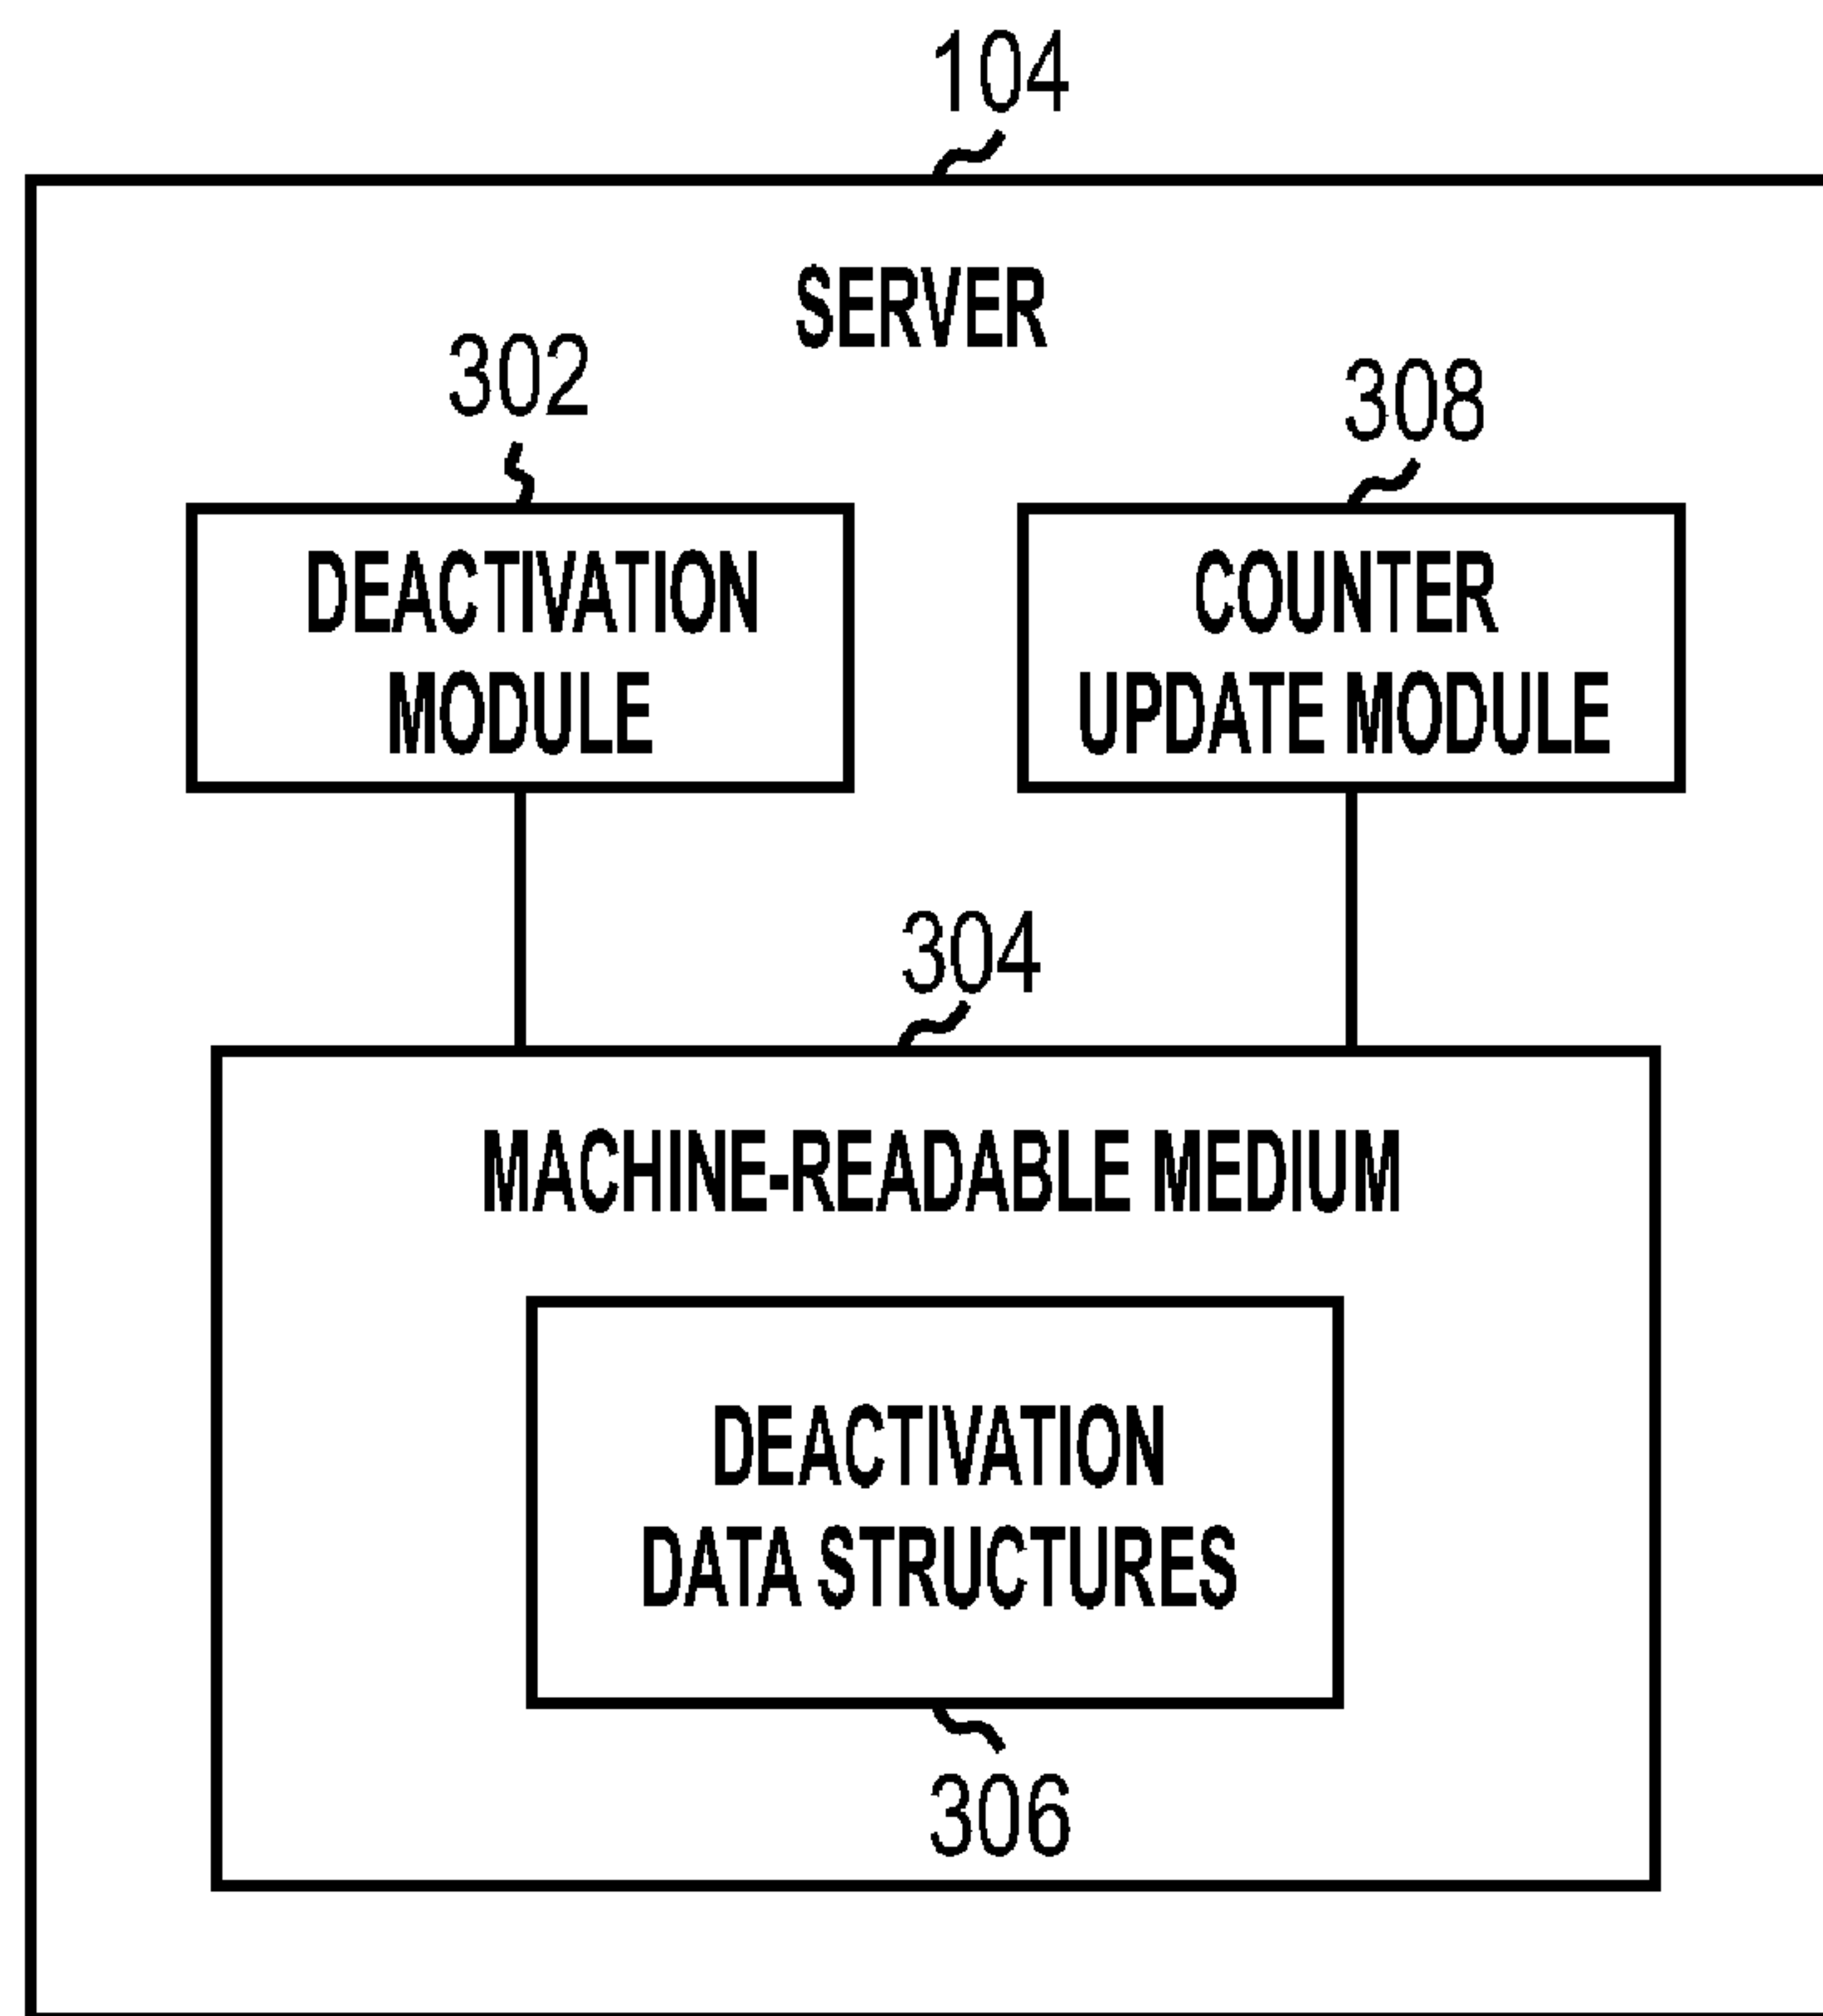 104
SERVER
302
308
DEACTIVATION
MODULE
COUNTER
UPDATE MODULE
304
MACHINE-READABLE MEDIUM
DEACTIVATION
DATA STRUCTURES
306